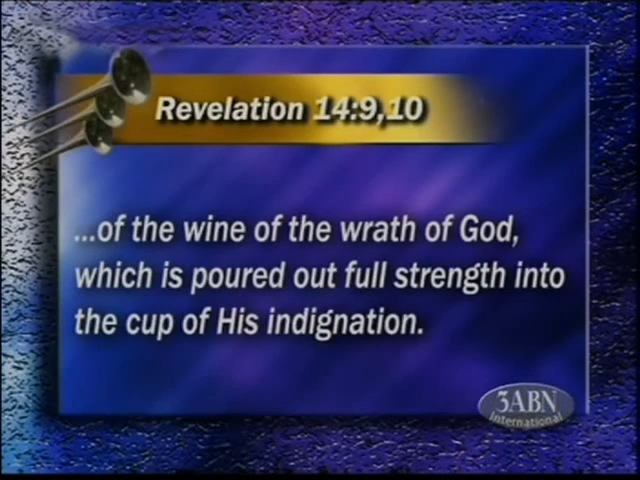 Revelation 14:9,10
...of the wine of the wrath of God,
which is poured out full strength into
the cup of His indignation.
3ABN
International